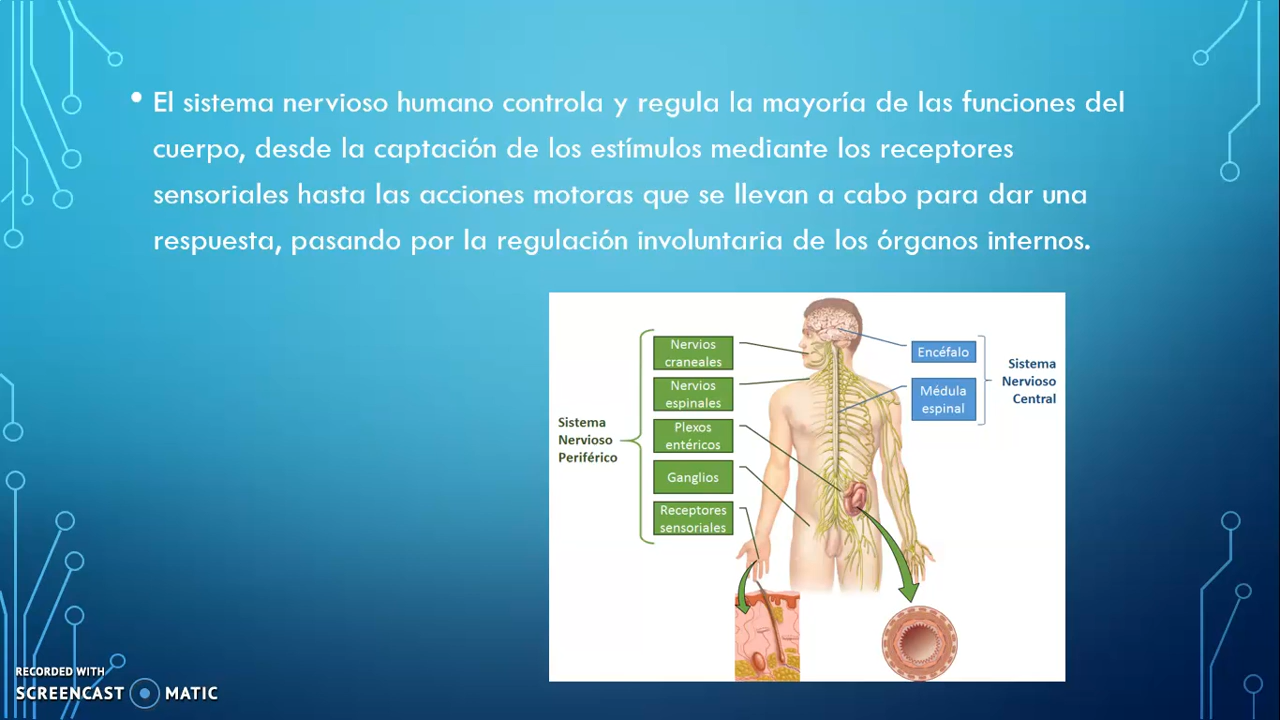 • El sistema nervioso humano controla y regula la mayoría de las funciones del
cuerpo, desde la captación de los estímulos mediante los receptores
sensoriales hasta las acciones motoras que se llevan a cabo para dar una
respuesta, pasando por la regulación involuntaria de los órganos internos.
Sistema
Nervioso
Periférico
Nervios
craneales
Nervios
espinales
Plexos
entéricos
Ganglios
Receptores
sensoriales
Encéfalo
Médula
espinal
Sistema
Nervioso
Central
RECORDED WITH
SCREENCAST MATIC